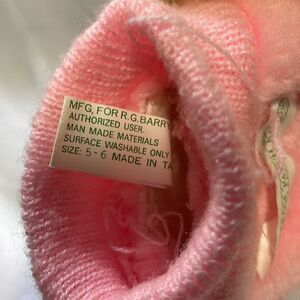 MFG, FOR R.G.BARR
AUTHORIZED USER.
MAN MADE MATERIALS
SURFACE WASHABLE ONLY
SIZE: 5-6 MADE IN TA